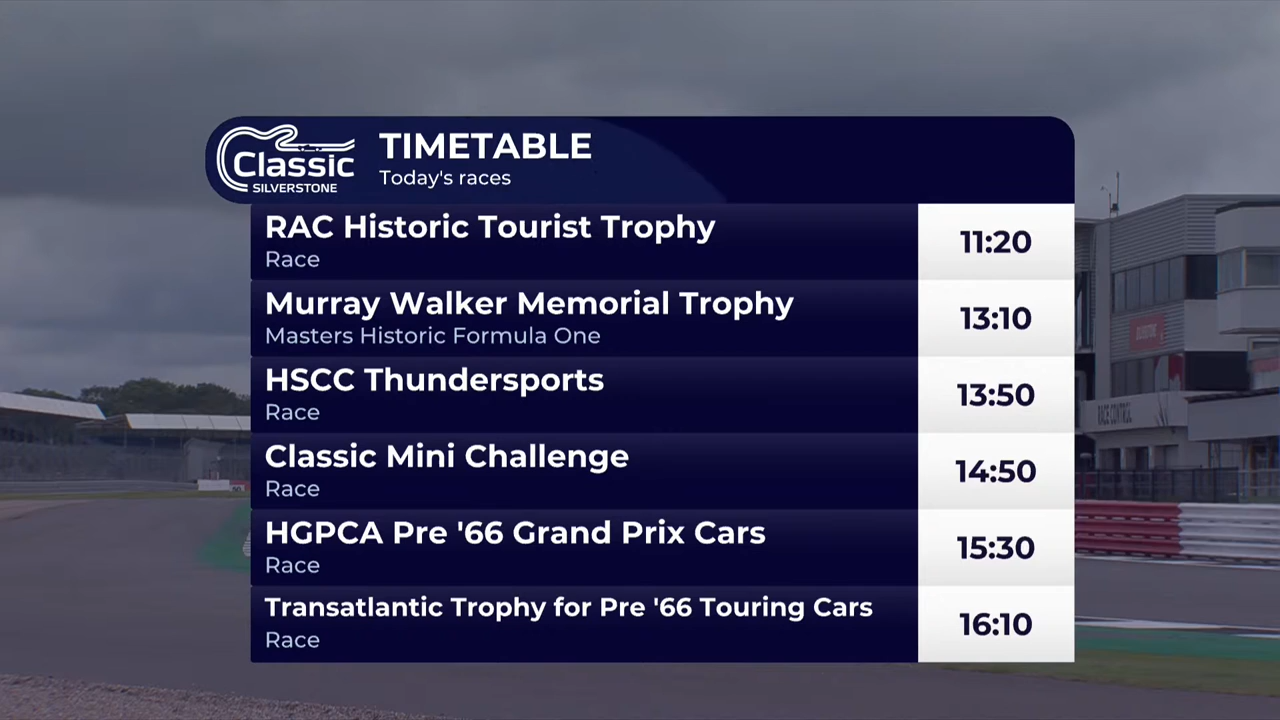 Classic
SILVERSTONE
TIMETABLE
Today's races
RAC Historic Tourist Trophy
Race
11:20
Murray Walker Memorial Trophy
Masters Historic Formula One
13:10
HSCC Thundersports
Race
13:50
Classic Mini Challenge
Race
14:50
HGPCA Pre '66 Grand Prix Cars
Race
15:30
Transatlantic Trophy for Pre '66 Touring Cars
Race
16:10
RACE CONTROL